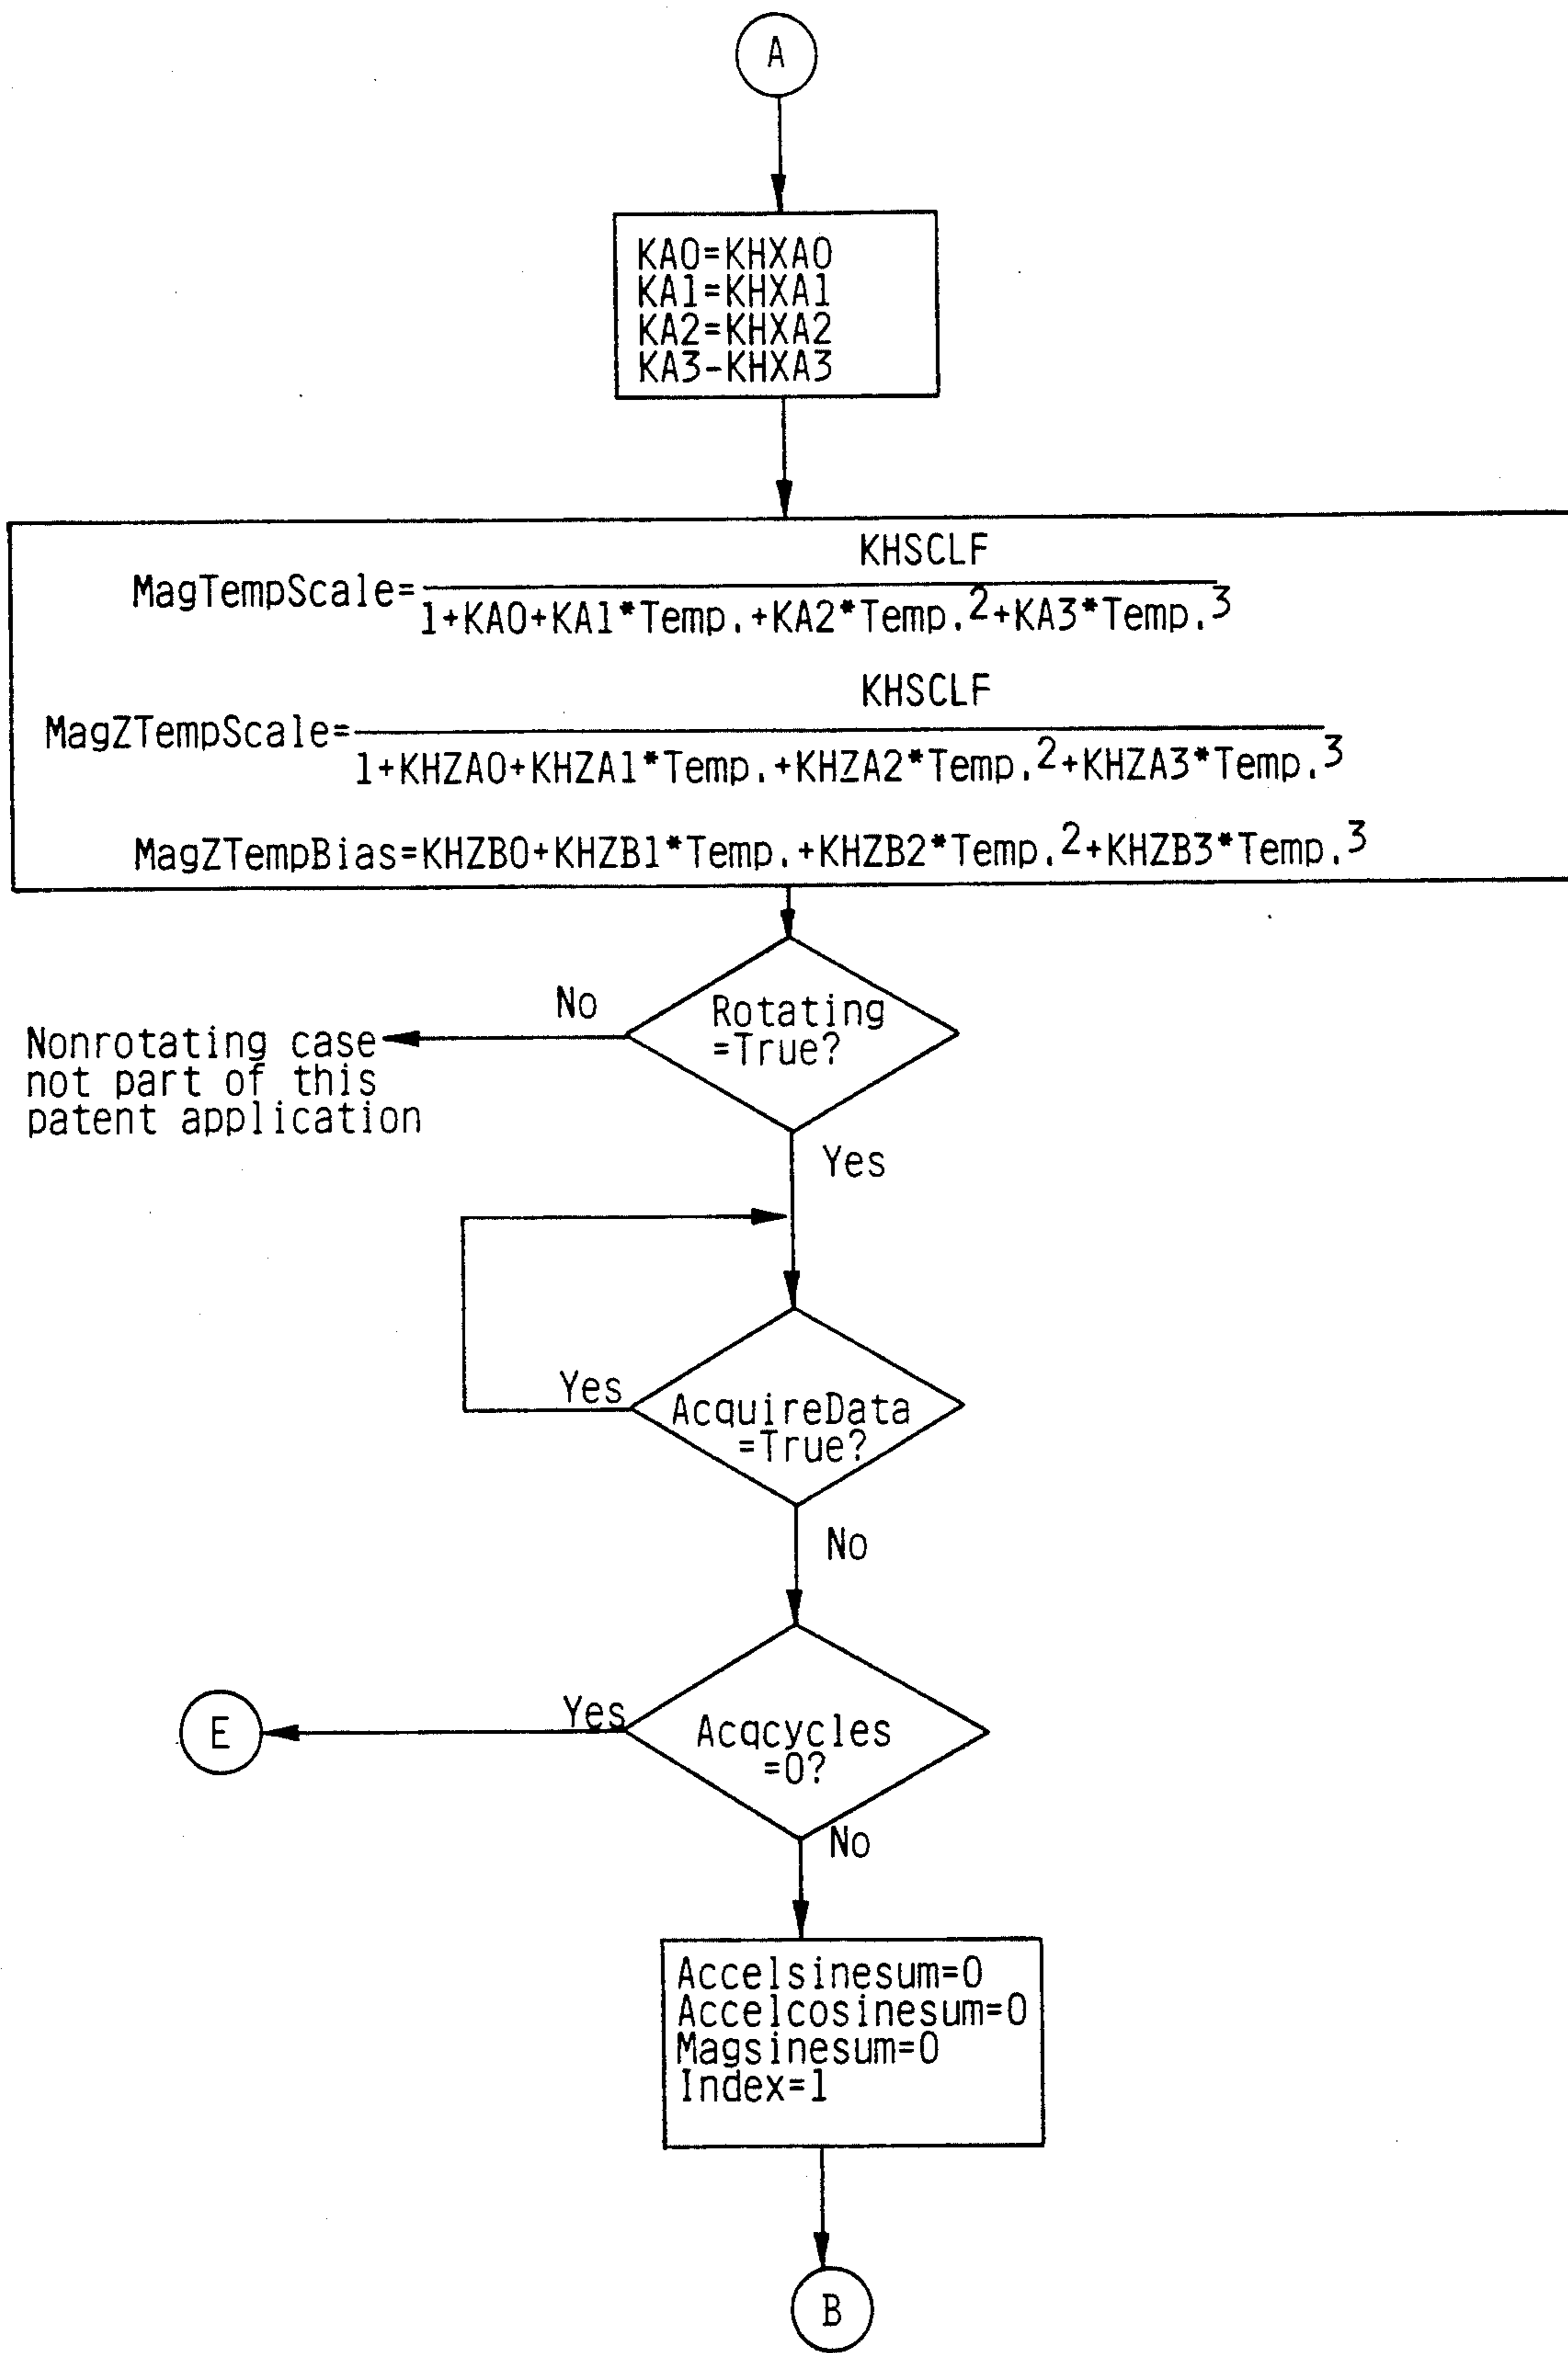 A
KA0=KHXA0
KA1=KHXA1
KA2=KHXA2
KA3-KHXA3
KHSCLF
MagTempScale=
1+KA0+KA1*Temp.+KA2*Temp.²+KA3*Temp.³
KHSCLF
MagZTempScale=
1+KHZA0+KHZA1*Temp.+KHZA2*Temp.²+KHZA3*Temp.³
MagZTempBias=KHZB0+KHZB1*Temp.+KHZB2*Temp.²+KHZB3*Temp.³
No
Rotating
=True?
Nonrotating case
not part of this
patent application
Yes
Yes
AcquireData
=True?
No
E
Yes
Acqcycles
=0?
No
Accelsinesum=0
Accelcosinesum=0
Magsinesum=0
Index=1
B